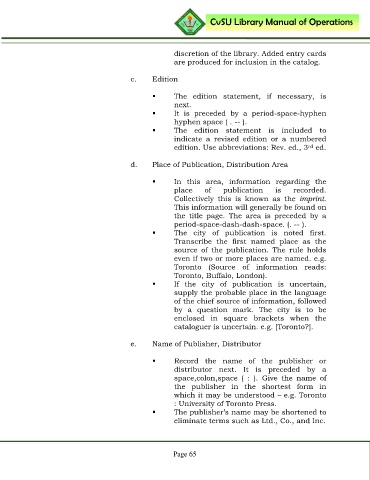 CvSU Library Manual of Operations
discretion of the library. Added entry cards
are produced for inclusion in the catalog.
c. Edition
▪ The edition statement, if necessary, is
next.
▪ It is preceded by a period-space-hyphen
hyphen space ( . -- ).
▪ The edition statement is included to
indicate a revised edition or a numbered
edition. Use abbreviations: Rev. ed., 3rd ed.
d. Place of Publication, Distribution Area
▪ In this area, information regarding the
place of publication is recorded.
Collectively this is known as the imprint.
This information will generally be found on
the title page. The area is preceded by a
period-space-dash-dash-space. (. -- ).
▪ The city of publication is noted first.
Transcribe the first named place as the
source of the publication. The rule holds
even if two or more places are named. e.g.
Toronto (Source of information reads:
Toronto, Buffalo, London).
▪ If the city of publication is uncertain,
supply the probable place in the language
of the chief source of information, followed
by a question mark. The city is to be
enclosed in square brackets when the
cataloguer is uncertain. e.g. [Toronto?].
e. Name of Publisher, Distributor
▪ Record the name of the publisher or
distributor next. It is preceded by a
space,colon,space ( : ). Give the name of
the publisher in the shortest form in
which it may be understood – e.g. Toronto
: University of Toronto Press.
▪ The publisher’s name may be shortened to
eliminate terms such as Ltd., Co., and Inc.
Page 65